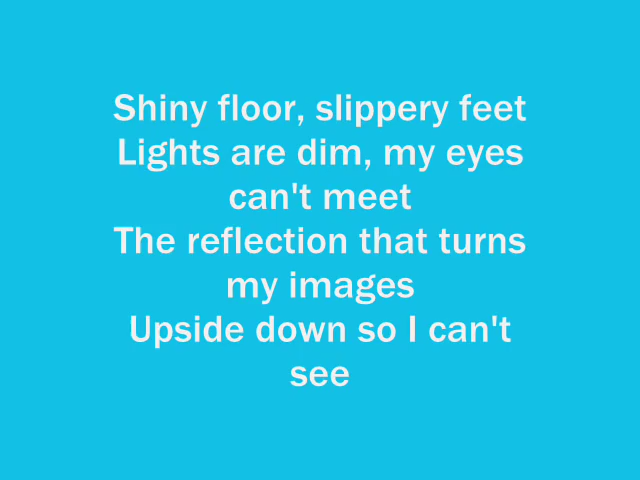 Shiny floor, slippery feet
Lights are dim, my eyes
can't meet
The reflection that turns
my images
Upside down so I can't
see